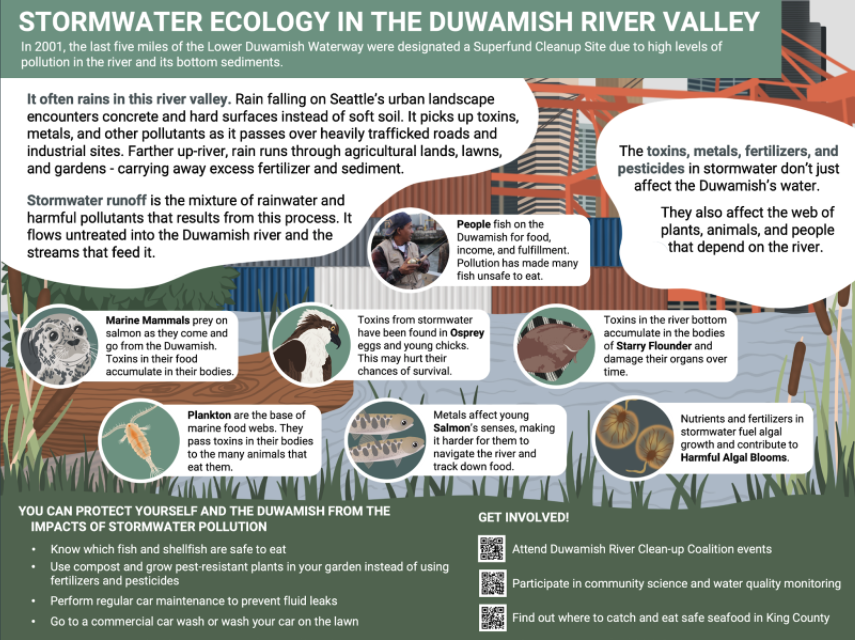 STORMWATER ECOLOGY IN THE DUWAMISH RIVER VALLEY
In 2001, the last five miles of the Lower Duwamish Waterway were designated a Superfund Cleanup Site due to high levels of
pollution in the river and its bottom sediments.
It often rains in this river valley. Rain falling on Seattle's urban landscape
encounters concrete and hard surfaces instead of soft soil. It picks up toxins,
metals, and other pollutants as it passes over heavily trafficked roads and
industrial sites. Farther up-river, rain runs through agricultural lands, lawns,
and gardens - carrying away excess fertilizer and sediment.
Stormwater runoff is the mixture of rainwater and
harmful pollutants that results from this process. It
flows untreated into the Duwamish river and the
streams that feed it.
The toxins, metals, fertilizers, and
pesticides in stormwater don't just
affect the Duwamish's water.
They also affect the web of
plants, animals, and people
that depend on the river.
People fish on the
Duwamish for food,
income, and fulfillment.
Pollution has made many
fish unsafe to eat.
Marine Mammals prey on
salmon as they come and
go from the Duwamish.
Toxins in their food
accumulate in their bodies.
Toxins from stormwater
have been found in Osprey
eggs and young chicks.
This may hurt their
chances of survival.
Toxins in the river bottom
accumulate in the bodies
of Starry Flounder and
damage their organs over
time.
Plankton are the base of
marine food webs. They
pass toxins in their bodies
to the many animals that
eat them.
Metals affect young
Salmon's senses, making
it harder for them to
navigate the river and
track down food.
Nutrients and fertilizers in
stormwater fuel algal
growth and contribute to
Harmful Algal Blooms.
YOU CAN PROTECT YOURSELF AND THE DUWAMISH FROM THE
IMPACTS OF STORMWATER POLLUTION
• Know which fish and shellfish are safe to eat
• Use compost and grow pest-resistant plants in your garden instead of using
fertilizers and pesticides
• Perform regular car maintenance to prevent fluid leaks
• Go to a commercial car wash or wash your car on the lawn
GET INVOLVED!
Attend Duwamish River Clean-up Coalition events
Participate in community science and water quality monitoring
Find out where to catch and eat safe seafood in King County